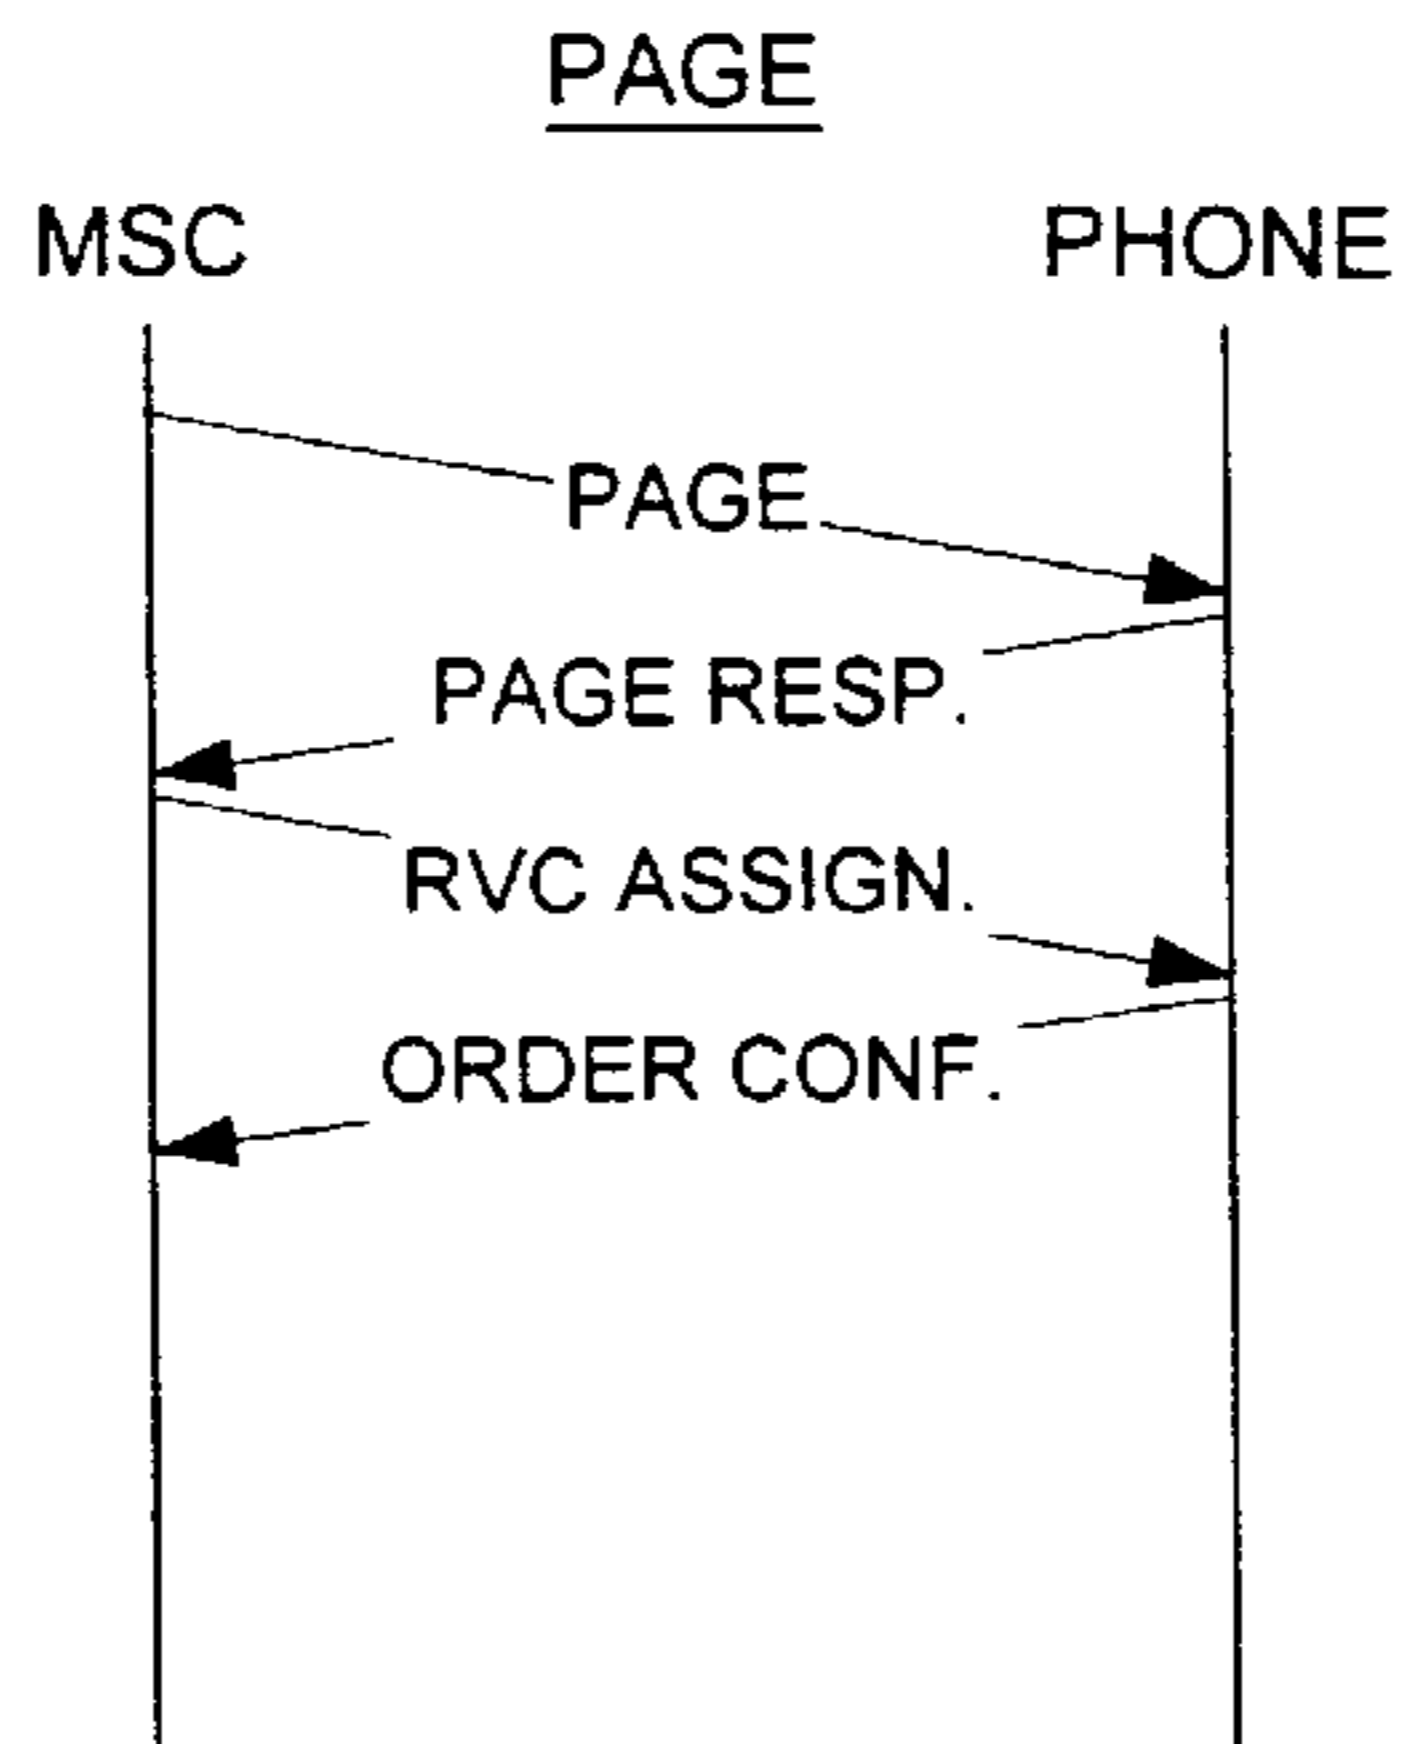 PAGE
MSC
PHONE
PAGE
PAGE RESP.
RVC ASSIGN.
ORDER CONF.